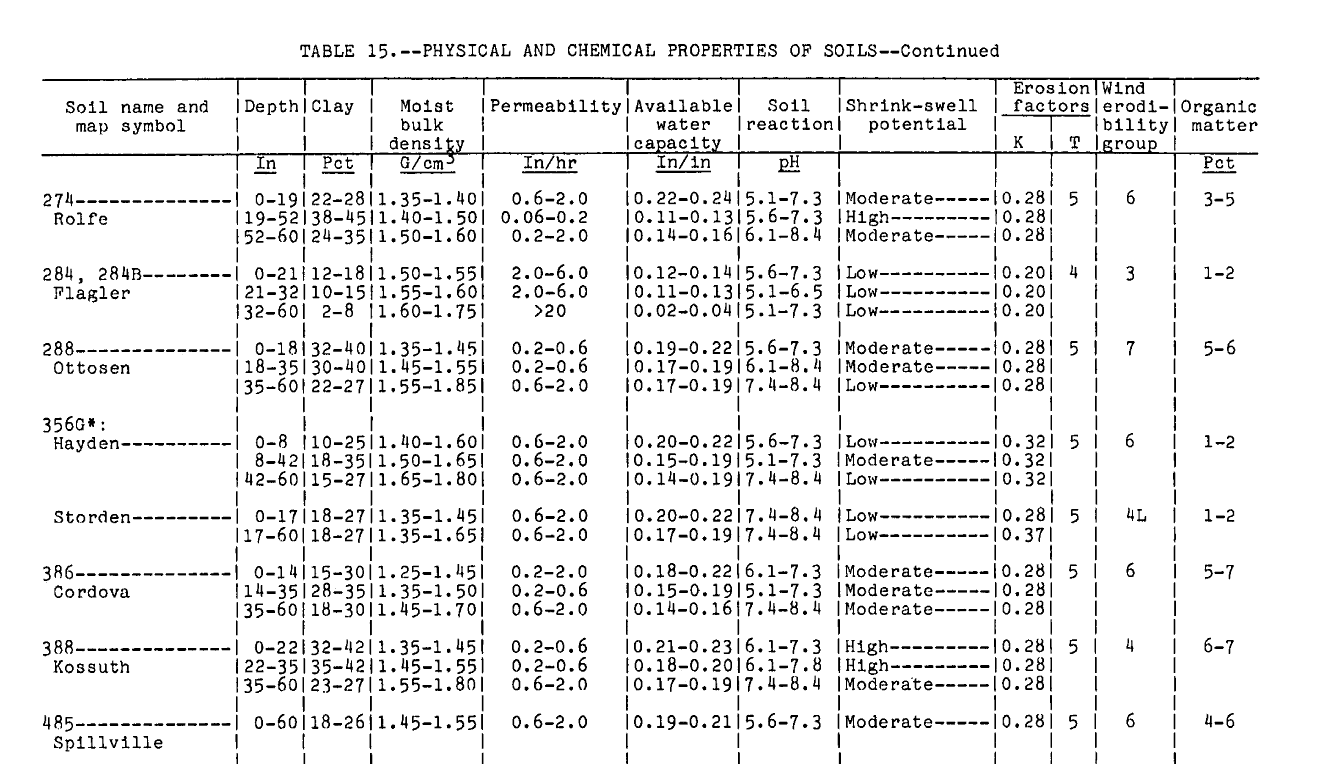 TABLE 15.--PHYSICAL AND CHEMICAL PROPERTIES OF SOILS--Continued
Erosion|Wind
Soil name and |Depth|Clay | Moist |Permeability|Available| Soil |Shrink-swell | factors|erodi-|Organic
map symbol | | | bulk | | water |reaction| potential | |bility| matter
| | | density | |capacity | | | K | T |group |
| In | Pct | G/cm3 | In/hr | In/in | pH | | | | | Pct
274---------------| 0-19|22-28|1.35-1.40| 0.6-2.0 |0.22-0.24|5.1-7.3 |Moderate-----|0.28| 5 | 6 | 3-5
Rolfe |19-52|38-45|1.40-1.50| 0.06-0.2 |0.11-0.13|5.6-7.3 |High---------|0.28| | |
|52-60|24-35|1.50-1.60| 0.2-2.0 |0.14-0.16|6.1-8.4 |Moderate-----|0.28| | |
284, 284B--------| 0-21|12-18|1.50-1.55| 2.0-6.0 |0.12-0.14|5.6-7.3 |Low----------|0.20| 4 | 3 | 1-2
Flagler |21-32|10-15|1.55-1.60| 2.0-6.0 |0.11-0.13|5.1-6.5 |Low----------|0.20| | |
|32-60| 2-8 |1.60-1.75| >20 |0.02-0.04|5.1-7.3 |Low----------|0.20| | |
288---------------| 0-18|32-40|1.35-1.45| 0.2-0.6 |0.19-0.22|5.6-7.3 |Moderate-----|0.28| 5 | 7 | 5-6
Ottosen |18-35|30-40|1.45-1.55| 0.2-0.6 |0.17-0.19|6.1-8.4 |Moderate-----|0.28| | |
|35-60|22-27|1.55-1.85| 0.6-2.0 |0.17-0.19|7.4-8.4 |Low----------|0.28| | |
356G*:
Hayden-----------| 0-8 |10-25|1.40-1.60| 0.6-2.0 |0.20-0.22|5.6-7.3 |Low----------|0.32| 5 | 6 | 1-2
| 8-42|18-35|1.50-1.65| 0.6-2.0 |0.15-0.19|5.1-7.3 |Moderate-----|0.32| | |
|42-60|15-27|1.65-1.80| 0.6-2.0 |0.14-0.19|7.4-8.4 |Low----------|0.32| | |
Storden----------| 0-17|18-27|1.35-1.45| 0.6-2.0 |0.20-0.22|7.4-8.4 |Low----------|0.28| 5 | 4L | 1-2
|17-60|18-27|1.35-1.65| 0.6-2.0 |0.17-0.19|7.4-8.4 |Low----------|0.37| | |
386---------------| 0-14|15-30|1.25-1.45| 0.2-2.0 |0.18-0.22|6.1-7.3 |Moderate-----|0.28| 5 | 6 | 5-7
Cordova |14-35|28-35|1.35-1.50| 0.2-0.6 |0.15-0.19|5.1-7.3 |Moderate-----|0.28| | |
|35-60|18-30|1.45-1.70| 0.6-2.0 |0.14-0.16|7.4-8.4 |Moderate-----|0.28| | |
388---------------| 0-22|32-42|1.35-1.45| 0.2-0.6 |0.21-0.23|6.1-7.3 |High---------|0.28| 5 | 4 | 6-7
Kossuth |22-35|35-42|1.45-1.55| 0.2-0.6 |0.18-0.20|6.1-7.8 |High---------|0.28| | |
|35-60|23-27|1.55-1.80| 0.6-2.0 |0.17-0.19|7.4-8.4 |Moderate-----|0.28| | |
485---------------| 0-60|18-26|1.45-1.55| 0.6-2.0 |0.19-0.21|5.6-7.3 |Moderate-----|0.28| 5 | 6 | 4-6
Spillville